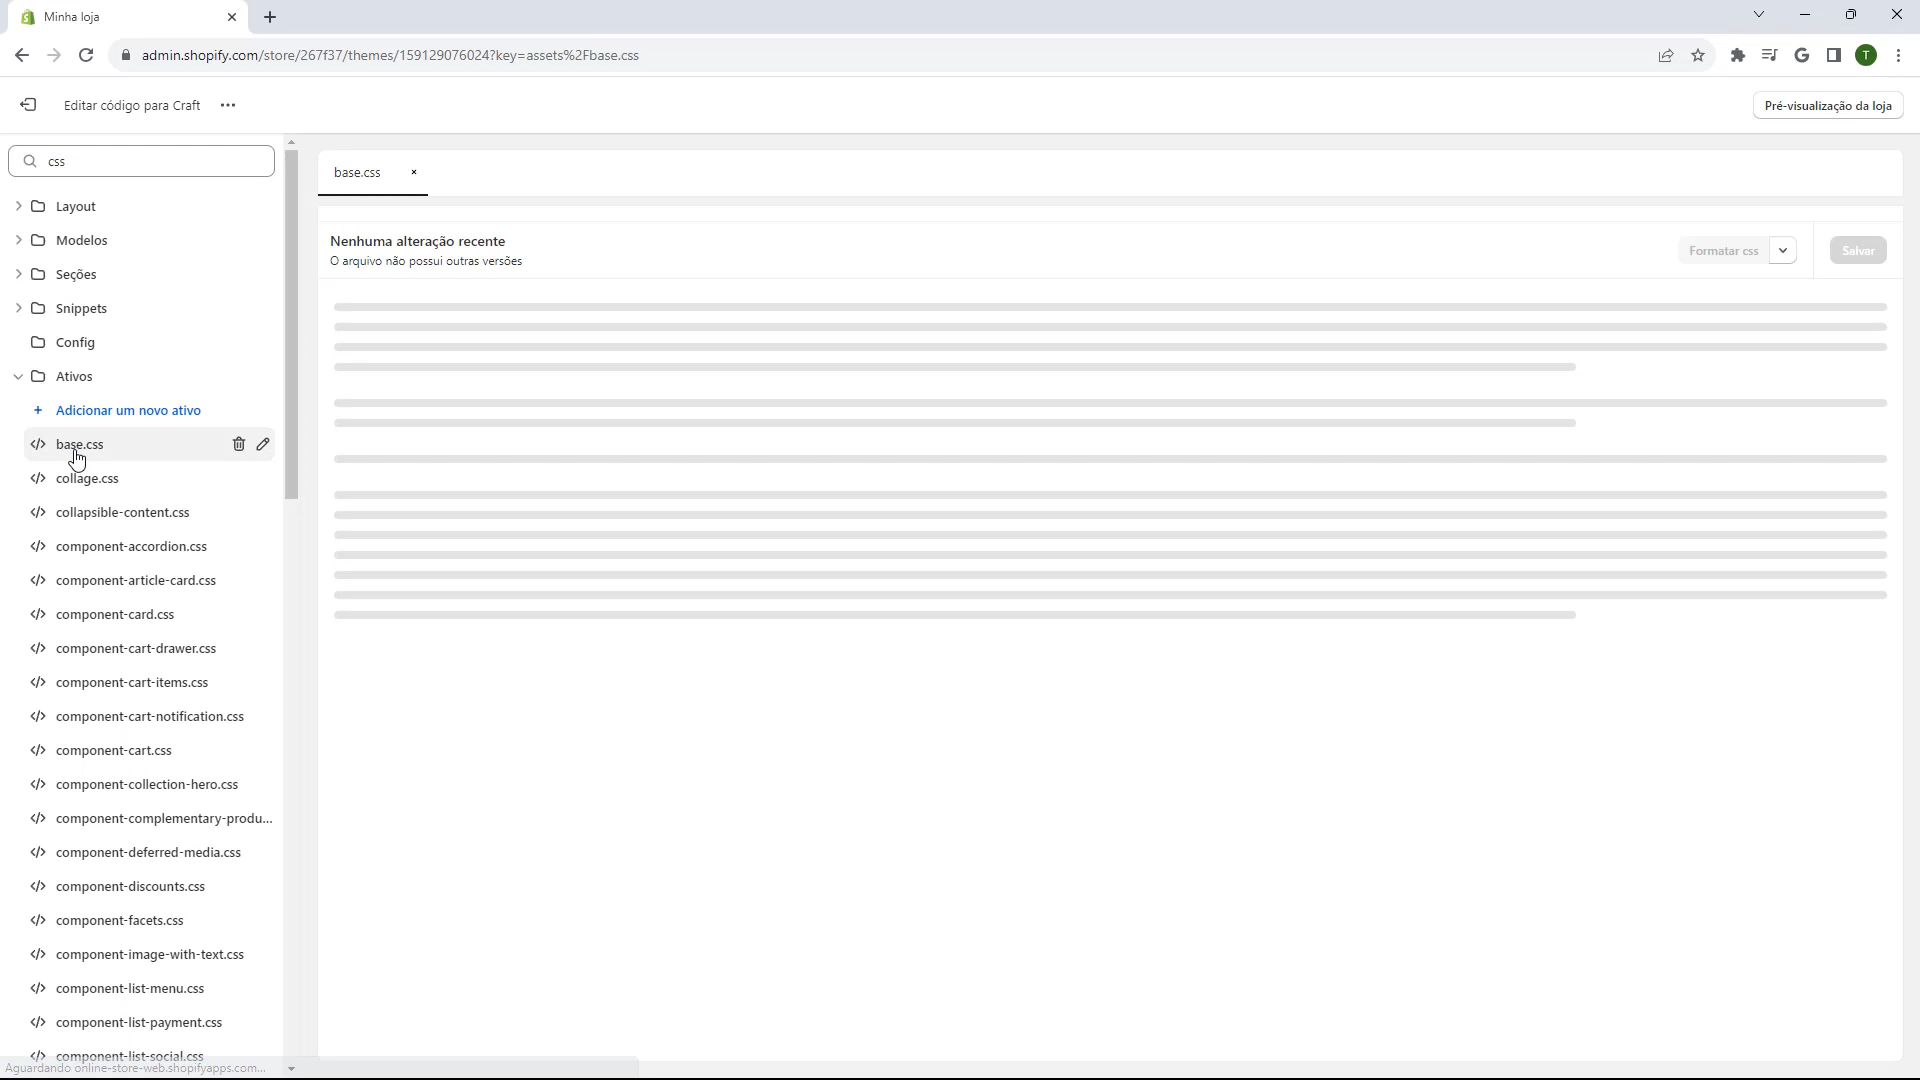 Minha loja
admin.shopify.com/store/267f37/themes/159129076024?key=assets%2Fbase.css
T
Editar código para Craft
Pré-visualização da loja
css
Layout
Modelos
Seções
Snippets
Config
Ativos
+ Adicionar um novo ativo
base.css
collage.css
collapsible-content.css
component-accordion.css
component-article-card.css
component-card.css
component-cart-drawer.css
component-cart-items.css
component-cart-notification.css
component-cart.css
component-collection-hero.css
component-complementary-produ...
component-deferred-media.css
component-discounts.css
component-facets.css
component-image-with-text.css
component-list-menu.css
component-list-payment.css
component-list-social.css
Aguardando online-store-web.shopifyapps.com...
base.css
Nenhuma alteração recente
O arquivo não possui outras versões
Formatar css
Salvar